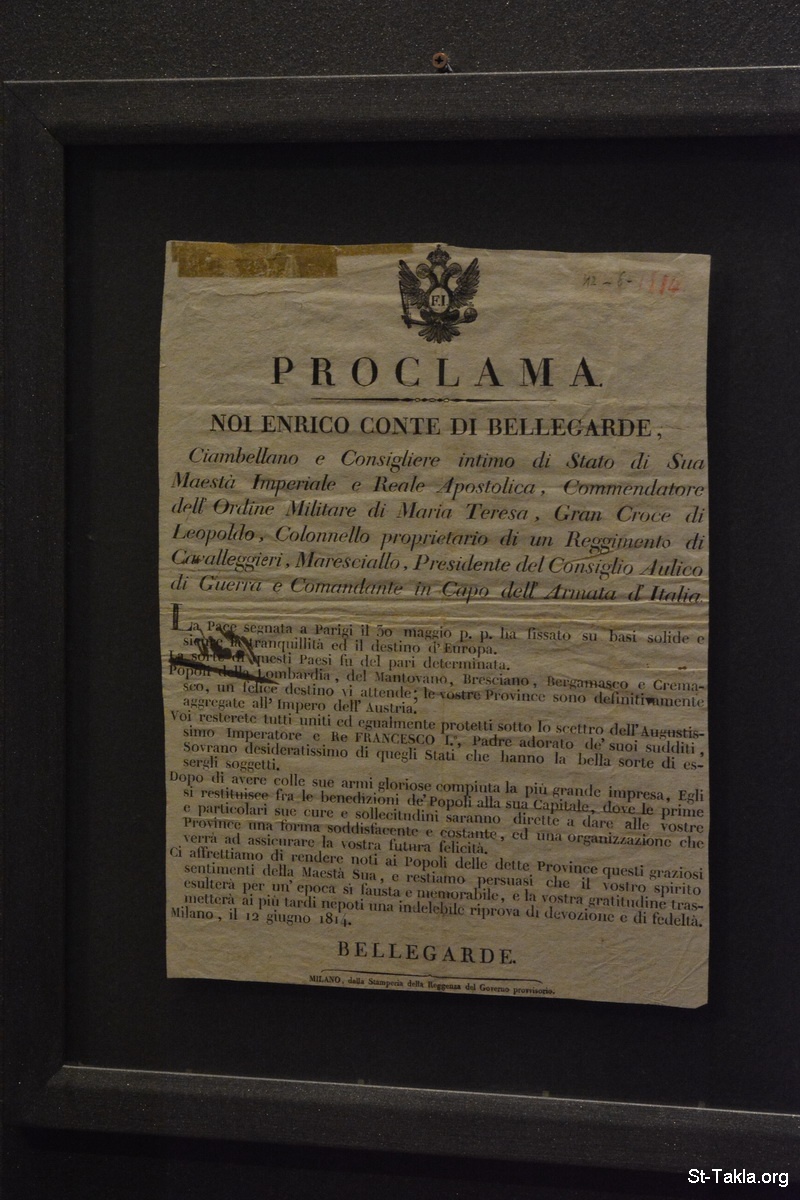 F.I.
12-6-1814
PROCLAMA.
NOI ENRICO CONTE DI BELLEGARDE,
Ciambellano e Consigliere intimo di Stato di Sua
Maestà Imperiale e Reale Apostolica, Commendatore
dell'Ordine Militare di Maria Teresa, Gran Croce di
Leopoldo, Colonnello proprietario di un Reggimento di
Cavalleggieri, Maresciallo, Presidente del Consiglio Aulico
di Guerra e Comandante in Capo dell'Armata d'Italia.
La Pace segnata a Parigi il 30 maggio p. p. ha fissato su basi solide e
sicure la tranquillità ed il destino d'Europa.
La sorte di questi Paesi fu del pari determinata.
Popoli della Lombardia, del Mantovano, Bresciano, Bergamasco e Crema-
sco, un felice destino vi attende; le vostre Province sono definitivamente
aggregate all'Impero dell'Austria.
Voi resterete tutti uniti ed egualmente protetti sotto lo scettro dell'Augustis-
simo Imperatore e Re FRANCESCO I.°, Padre adorato de' suoi sudditi,
Sovrano desideratissimo di quegli Stati che hanno la bella sorte di es-
sergli soggetti.
Dopo di avere colle sue armi gloriose compiuta la più grande impresa, Egli
si restituisce fra le benedizioni de' Popoli alla sua Capitale, dove le prime
e particolari sue cure e sollecitudini saranno dirette a dare alle vostre
Province una forma soddisfacente e costante, ed una organizzazione che
verrà ad assicurare la vostra futura felicità.
Ci affrettiamo di rendere noti ai Popoli delle dette Province questi graziosi
sentimenti della Maestà Sua, e restiamo persuasi che il vostro spirito
esulterà per un'epoca sì fausta e memorabile, e la vostra gratitudine tras-
metterà ai più tardi nepoti una indelebile riprova di devozione e di fedeltà.
Milano, il 12 giugno 1814.
BELLEGARDE.
MILANO, dalla Stamperia della Reggenza del Governo provvisorio.
St-Takla.org